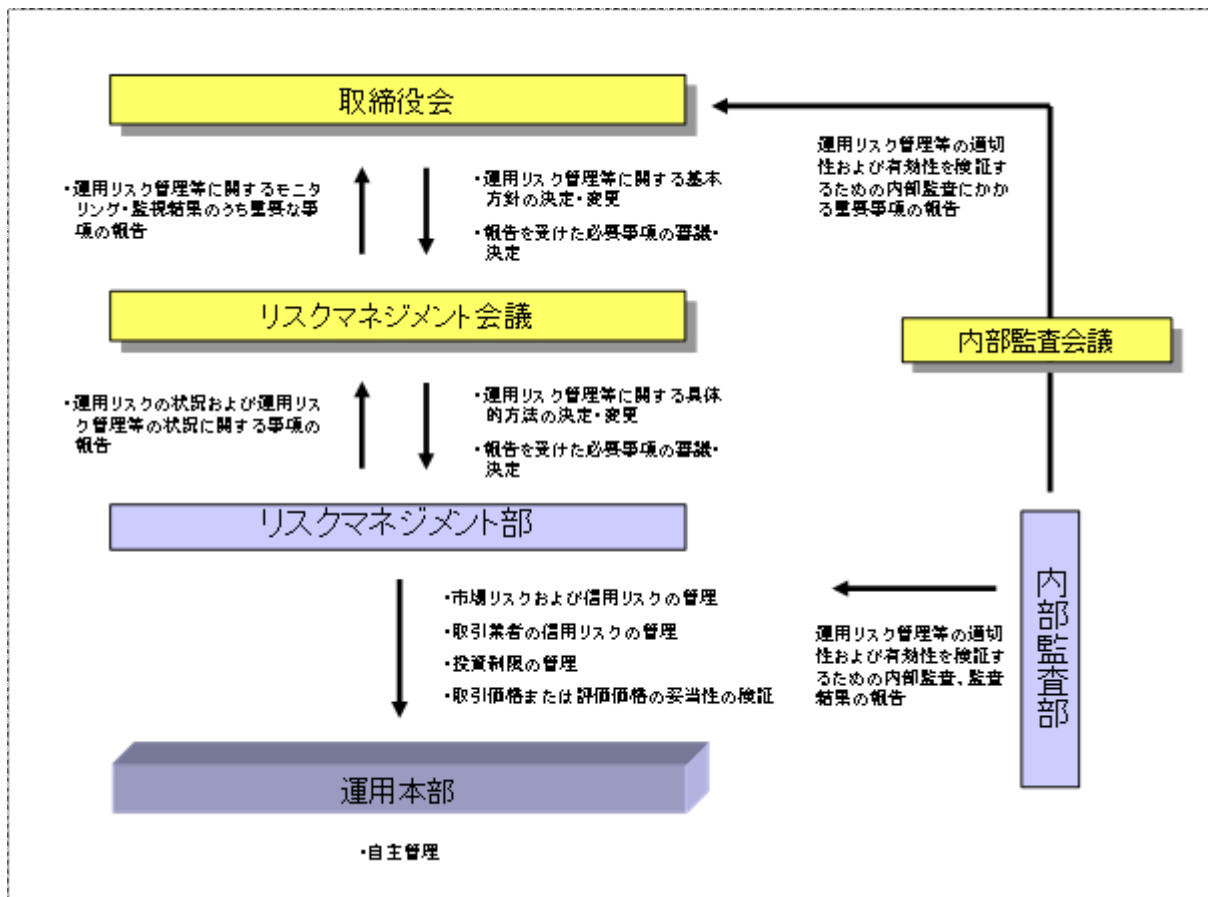 取締役会
・運用リスク管理等に関するモニ
タリング・監視結果のうち重要な事
項の報告
・運用リスク管理等に関する基本
方針の決定・変更
・報告を受けた必要事項の審議・
決定
運用リスク管理等の適切
性および有効性を検証す
るための内部監査にかか
る重要事項の報告
リスクマネジメント会議
内部監査会議
・運用リスクの状況および運用リス
ク管理等の状況に関する事項の
報告
・運用リスク管理等に関する具体
的方法の決定・変更
・報告を受けた必要事項の審議・
決定
リスクマネジメント部
内部監査部
・市場リスクおよび信用リスクの管理
・取引業者の信用リスクの管理
・投資制限の管理
・取引価格または評価価格の妥当性の検証
運用リスク管理等の適切
性および有効性を検証す
るための内部監査、監査
結果の報告
運用本部
・自主管理